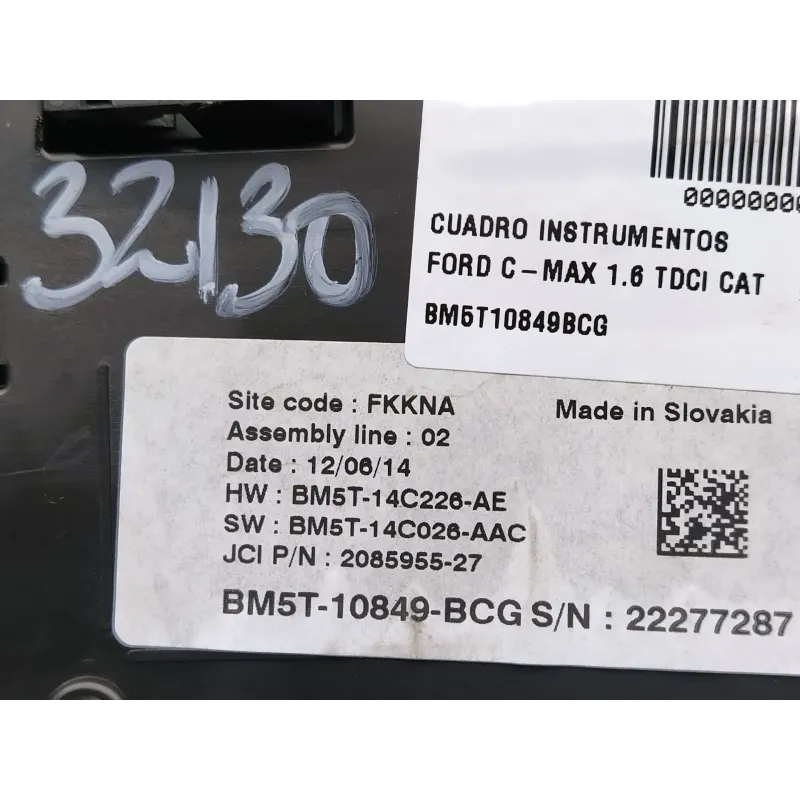 32130
00000000
CUADRO INSTRUMENTOS
FORD C-MAX 1.6 TDCI CAT
BM5T10849BCG
Site code : FKKNA
Made in Slovakia
Assembly line : 02
Date : 12/06/14
HW : BM5T-14C226-AE
SW : BM5T-14C026-AAC
JCI P/N : 2085955-27
BM5T-10849-BCG S/N : 22277287